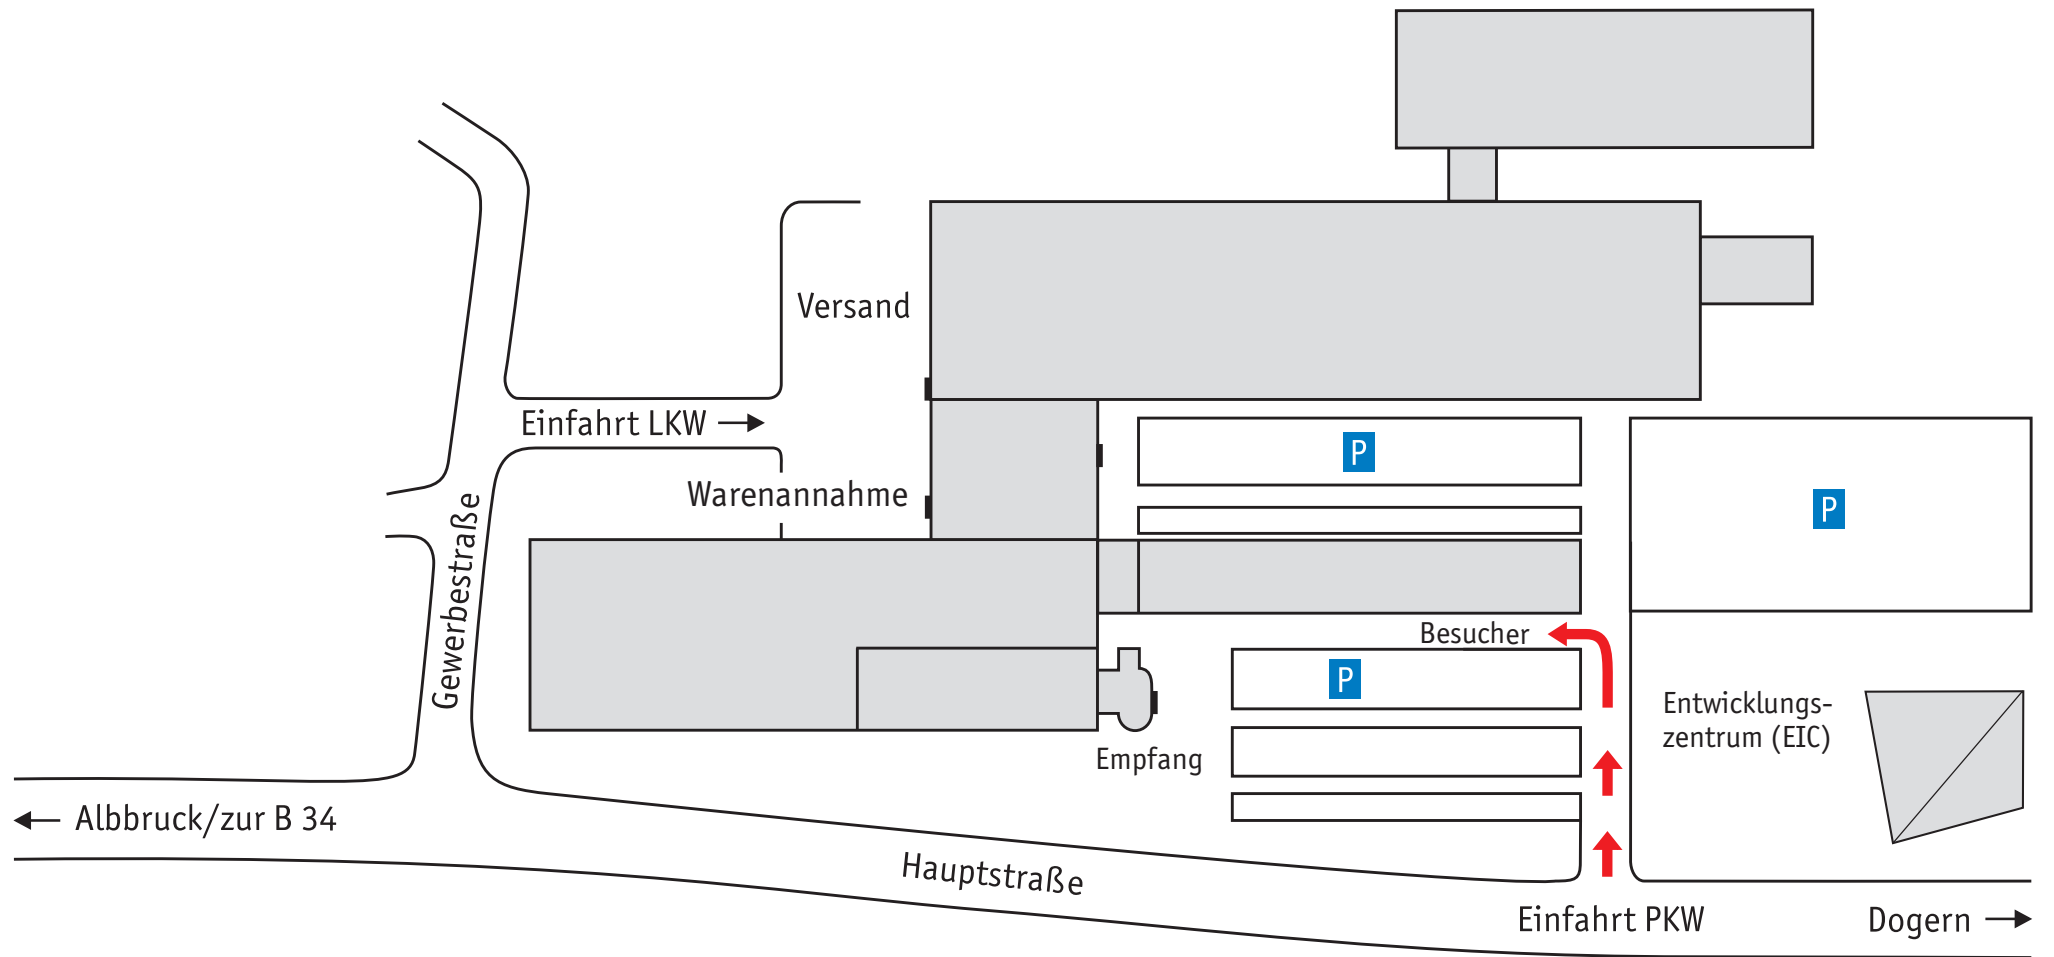 Versand
Einfahrt LKW
P
Warenannahme
P
Gewerbestraße
Besucher
P
Entwicklungs-
zentrum (EIC)
Empfang
Albbruck/zur B 34
Hauptstraße
Einfahrt PKW
Dogern